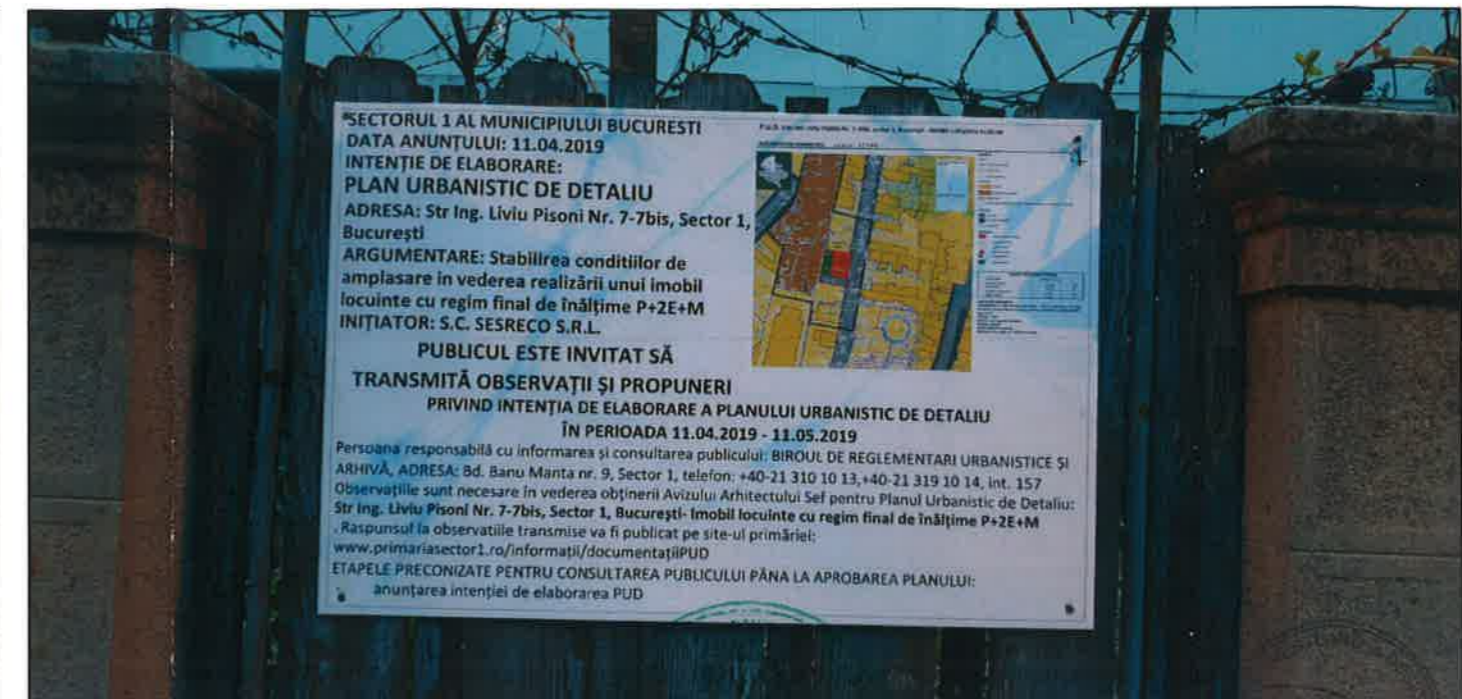 SECTORUL 1 AL MUNICIPIULUI BUCURESTI
DATA ANUNȚULUI: 11.04.2019
INTENȚIE DE ELABORARE:
PLAN URBANISTIC DE DETALIU
ADRESA: Str Ing. Liviu Pisoni Nr. 7-7bis, Sector 1,
București
ARGUMENTARE: Stabilirea conditiilor de
amplasare in vederea realizării unui imobil
locuinte cu regim final de înălțime P+2E+M
INIȚIATOR: S.C. SESRECO S.R.L.
PUBLICUL ESTE INVITAT SĂ
TRANSMITĂ OBSERVAȚII ȘI PROPUNERI
PRIVIND INTENȚIA DE ELABORARE A PLANULUI URBANISTIC DE DETALIU
ÎN PERIOADA 11.04.2019 - 11.05.2019
Persoana responsabilă cu informarea și consultarea publicului: BIROUL DE REGLEMENTARI URBANISTICE ȘI
ARHIVĂ, ADRESA: Bd. Banu Manta nr. 9, Sector 1, telefon: +40-21 310 10 13,+40-21 319 10 14, int. 157
Observațiile sunt necesare in vederea obținerii Avizului Arhitectului Sef pentru Planul Urbanistic de Detaliu:
Str Ing. Liviu Pisoni Nr. 7-7bis, Sector 1, București- Imobil locuinte cu regim final de înălțime P+2E+M
. Raspunsul la observatiile transmise va fi publicat pe site-ul primăriei:
www.primariasector1.ro/informații/documentațiiPUD
ETAPELE PRECONIZATE PENTRU CONSULTAREA PUBLICULUI PÂNA LA APROBAREA PLANULUI:
anunțarea intenției de elaborarea PUD